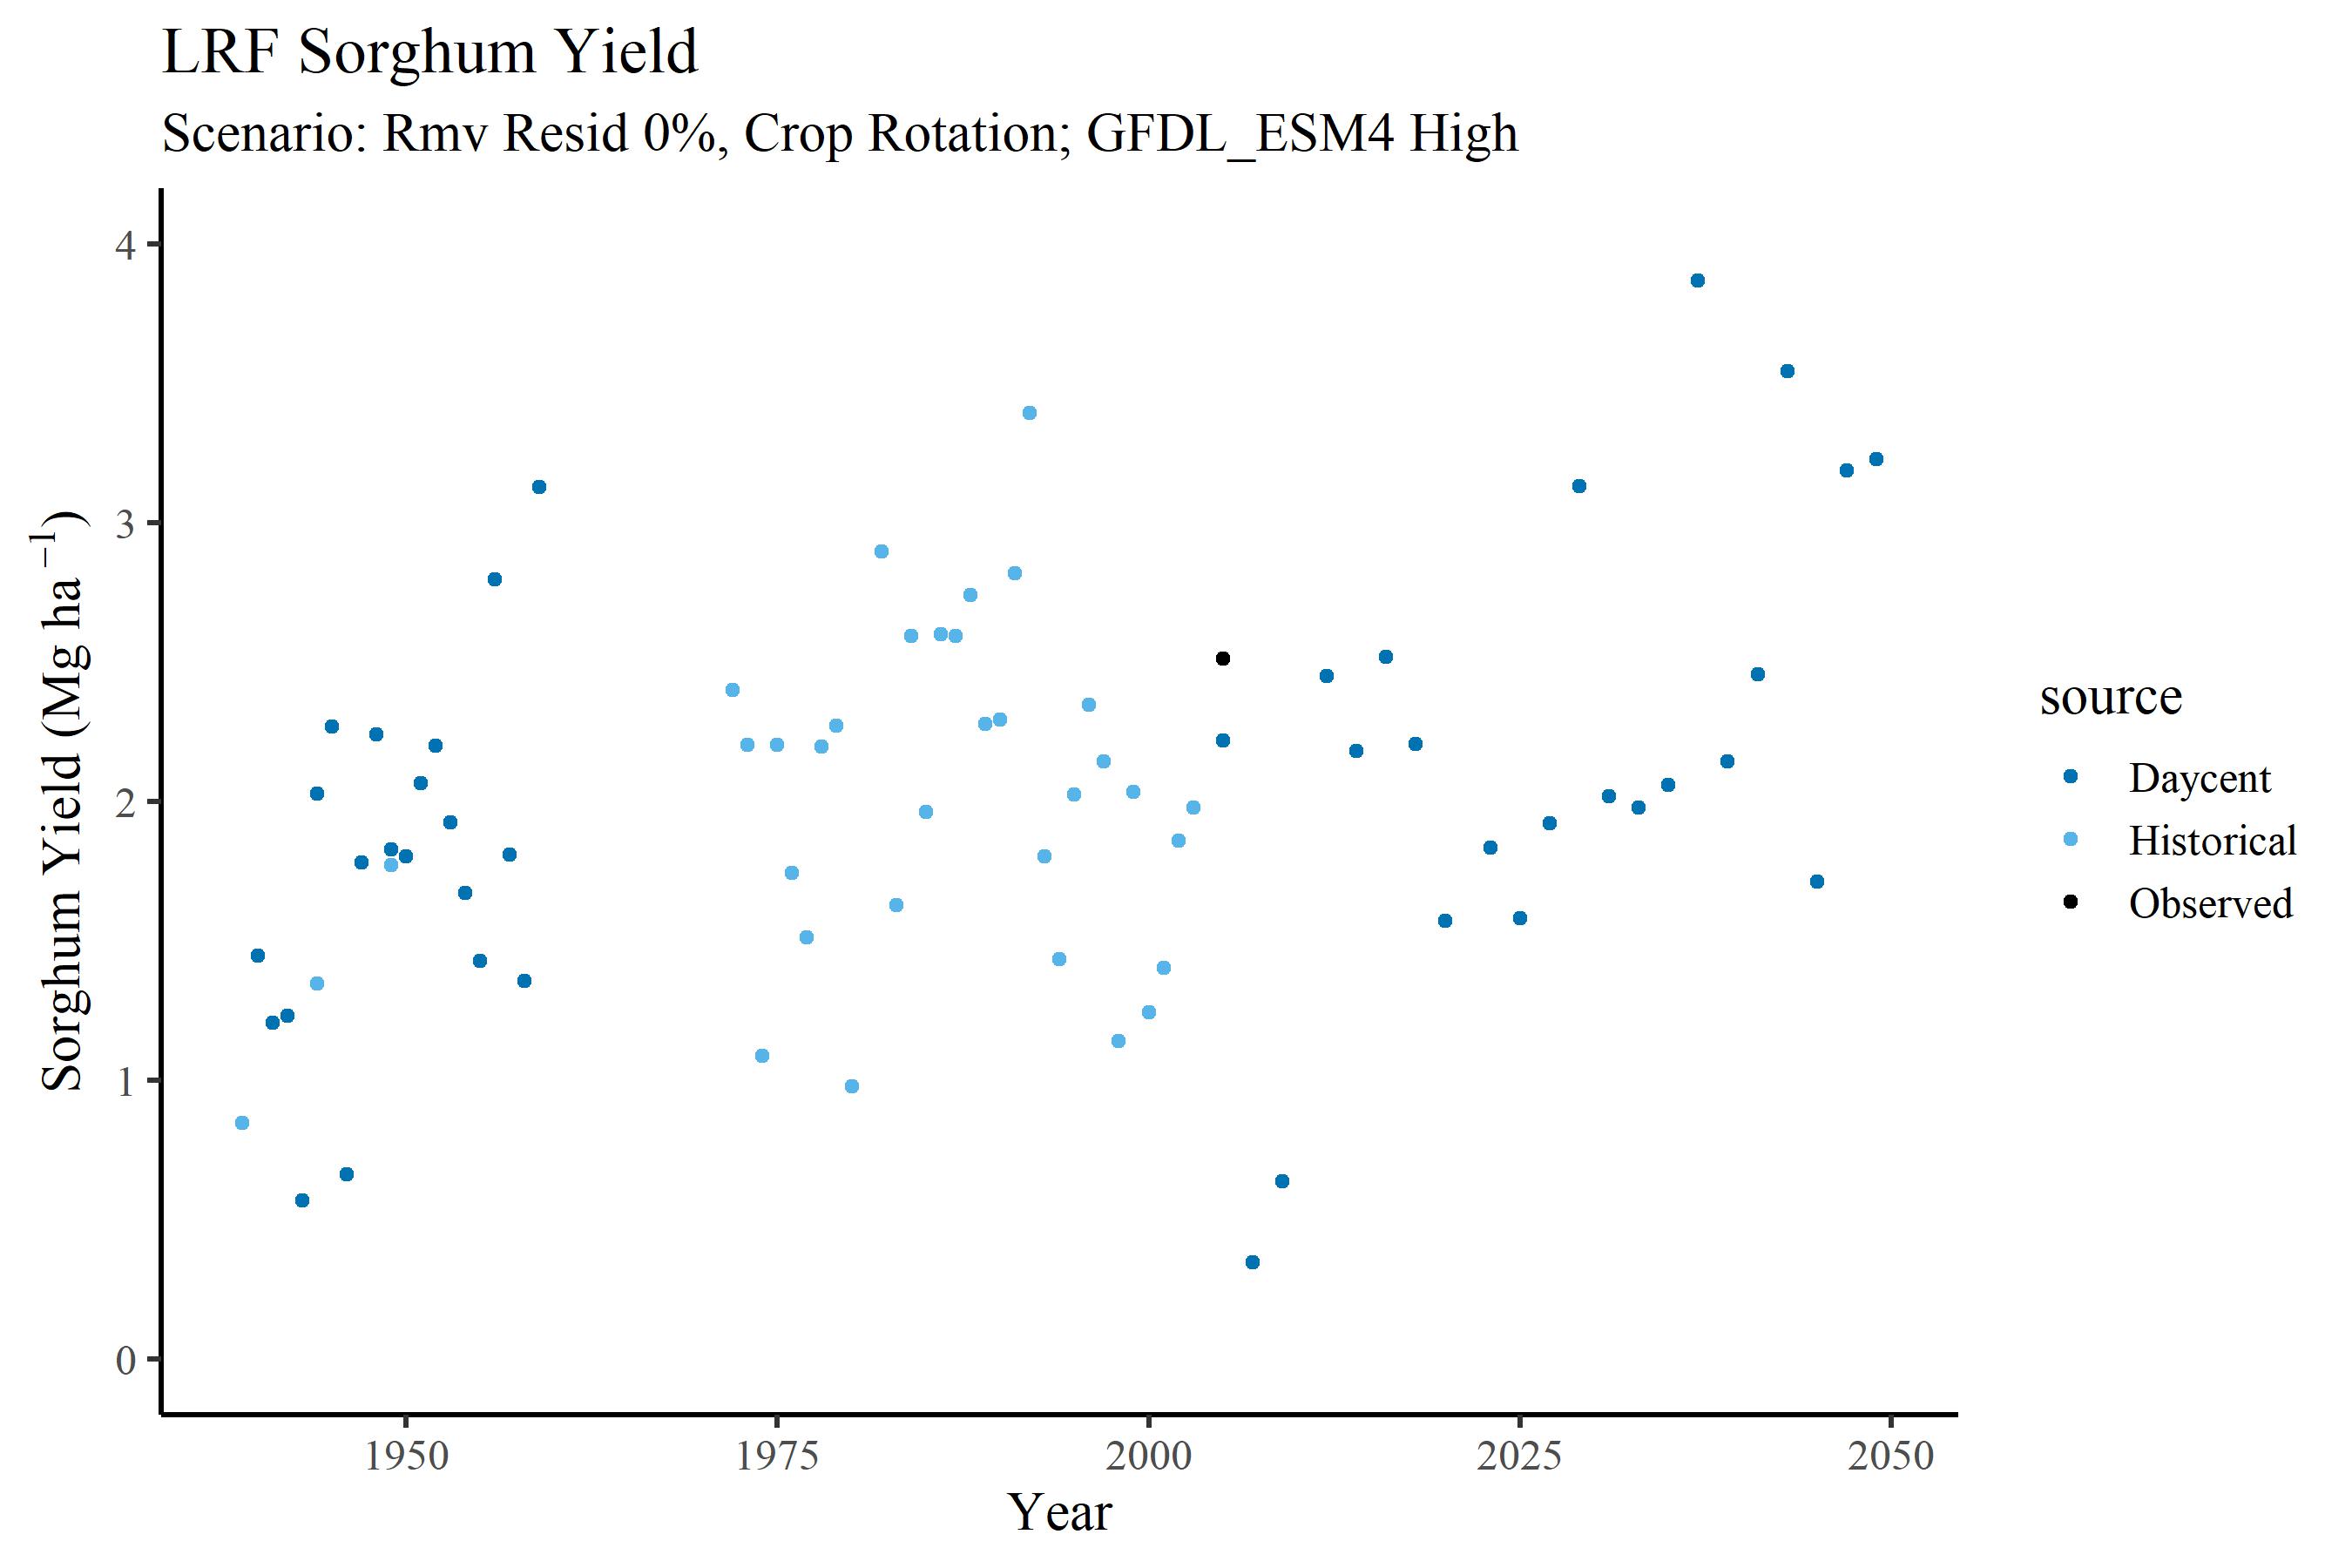 LRF Sorghum Yield
Scenario: Rmv Resid 0%, Crop Rotation; GFDL_ESM4 High
Sorghum Yield (Mg ha⁻¹)
4
3
2
1
0
1950 1975 2000 2025 2050
Year
source
Daycent
Historical
Observed